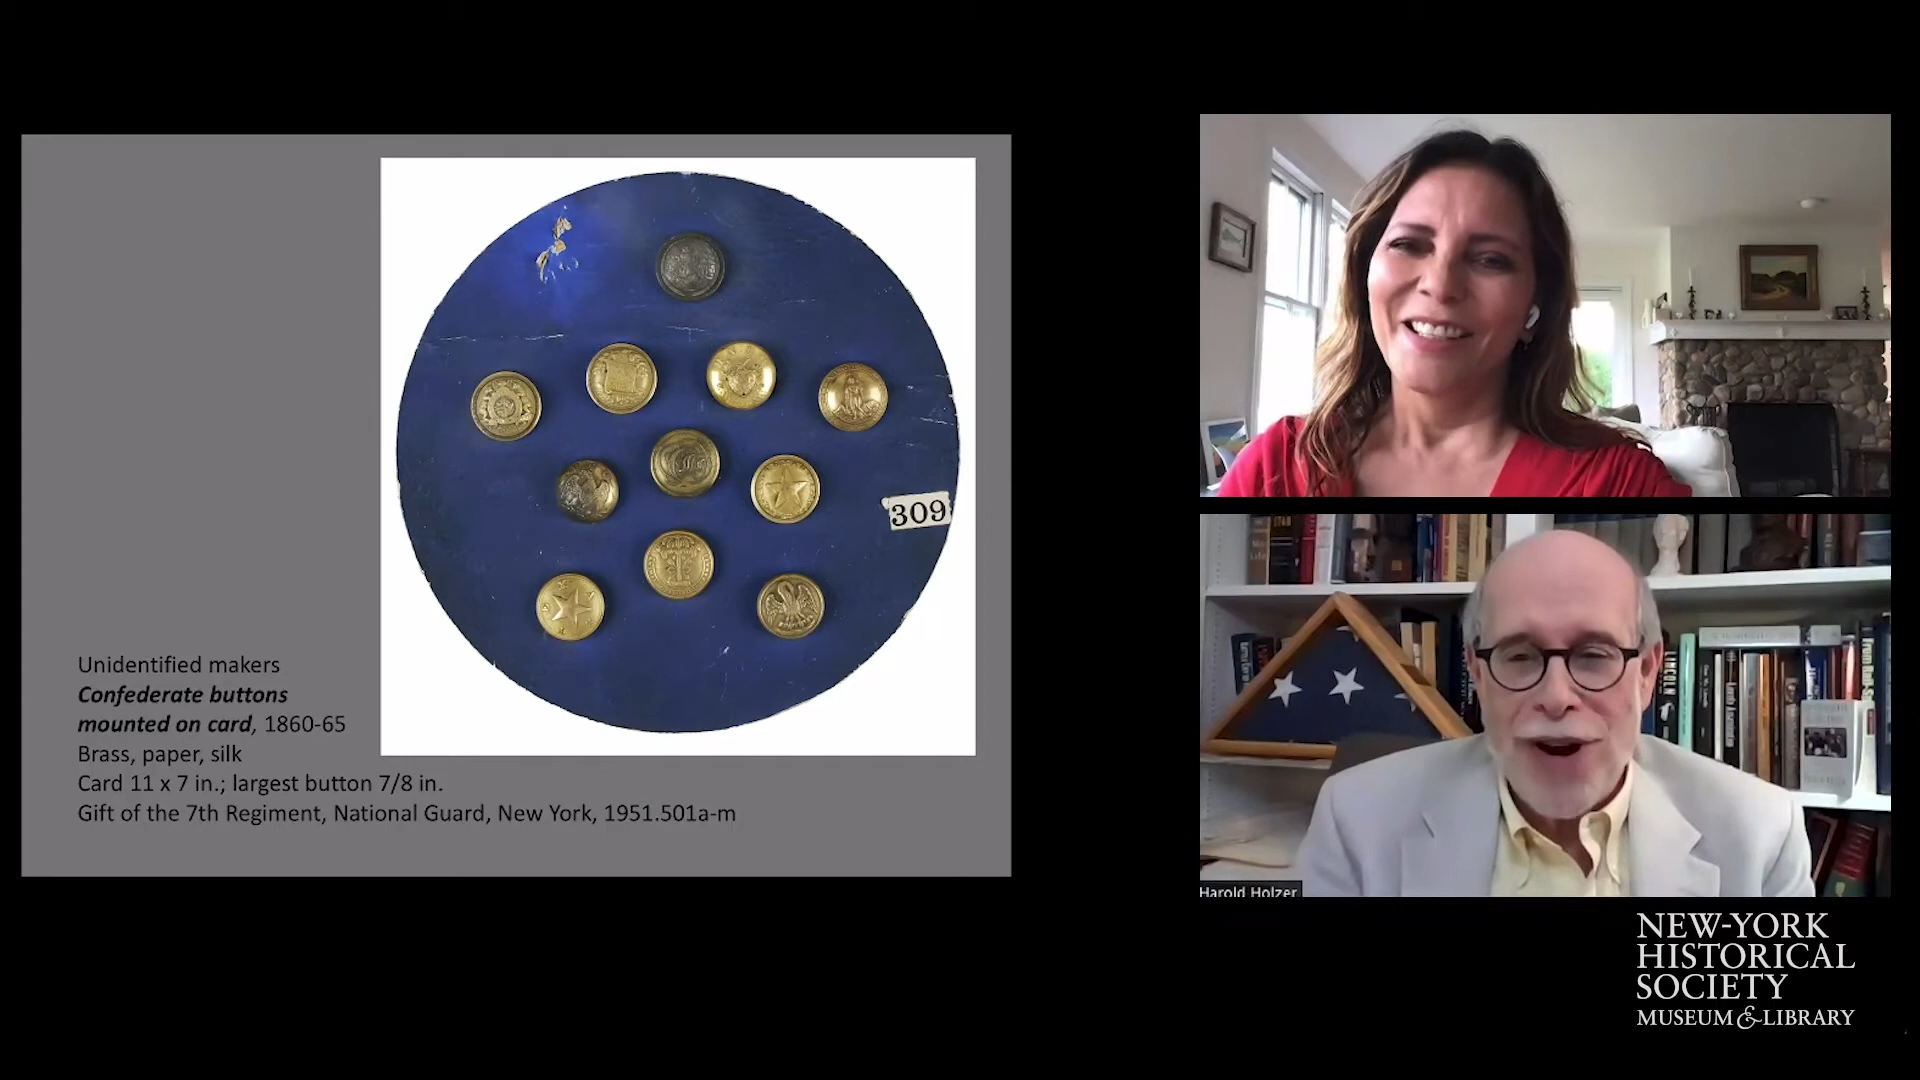 309
Unidentified makers
Confederate buttons
mounted on card, 1860-65
Brass, paper, silk
Card 11 x 7 in.; largest button 7/8 in.
Gift of the 7th Regiment, National Guard, New York, 1951.501a-m
LINCOLN
Harold Holzer
NEW-YORK
HISTORICAL
SOCIETY
MUSEUM & LIBRARY